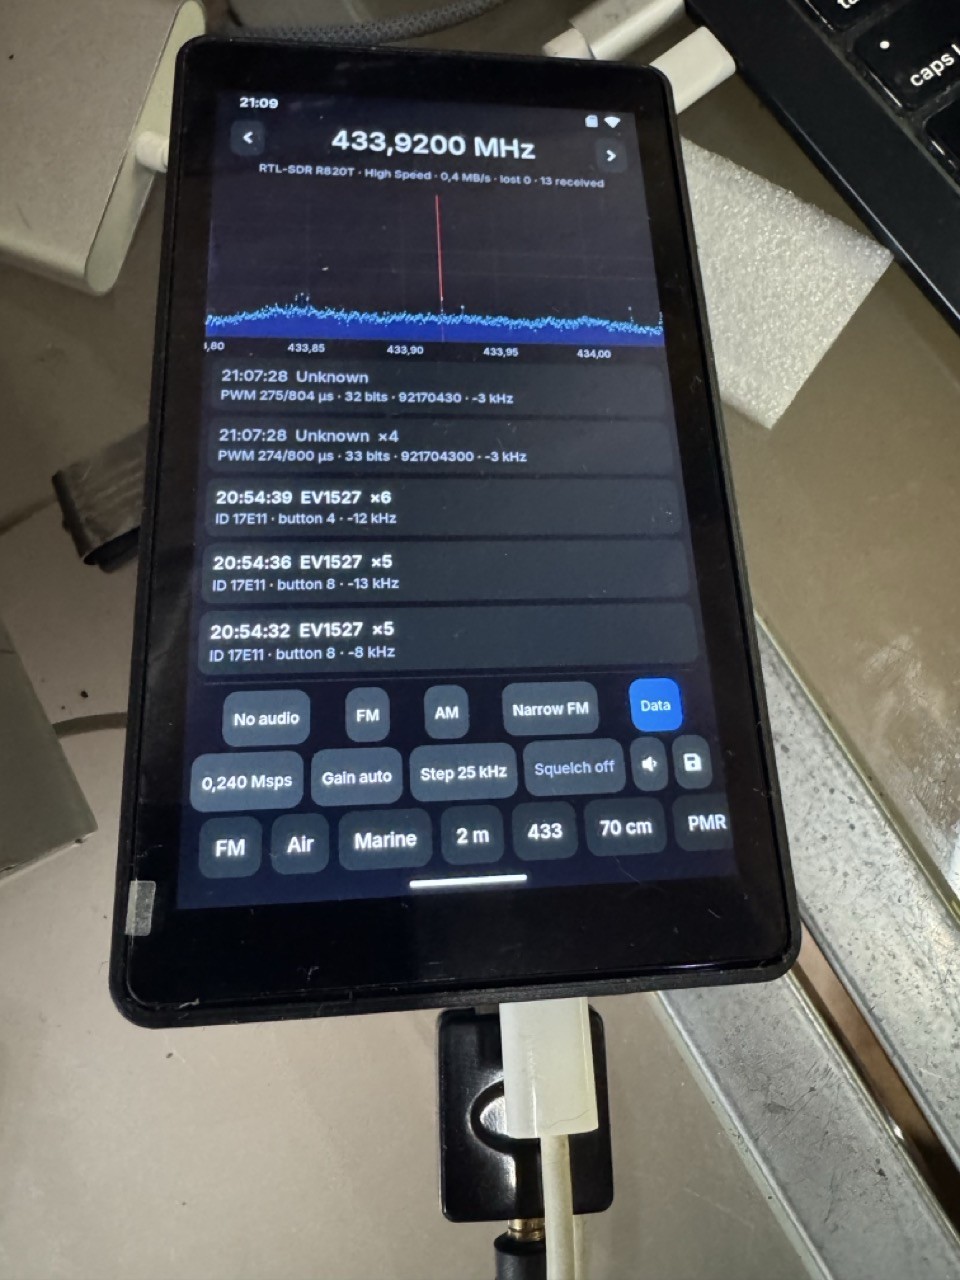 21:09
433,9200 MHz
RTL-SDR R820T · High Speed · 0,4 MB/s · lost 0 · 13 received
,80 433,85 433,90 433,95 434,00
21:07:28 Unknown
PWM 275/804 µs · 32 bits · 92170430 · -3 kHz
21:07:28 Unknown ×4
PWM 274/800 µs · 33 bits · 921704300 · -3 kHz
20:54:39 EV1527 ×6
ID 17E11 · button 4 · -12 kHz
20:54:36 EV1527 ×5
ID 17E11 · button 8 · -13 kHz
20:54:32 EV1527 ×5
ID 17E11 · button 8 · -8 kHz
No audio FM AM Narrow FM Data
0,240 Msps Gain auto Step 25 kHz Squelch off
FM Air Marine 2 m 433 70 cm PMR
caps